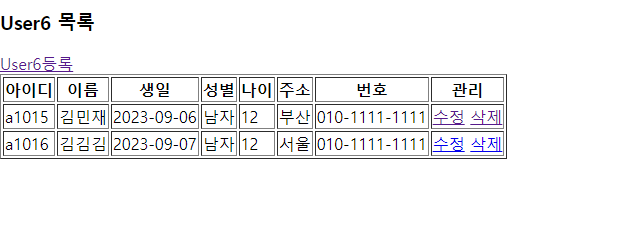 User6 목록
User6등록
아이디 이름 생일 성별 나이 주소 번호 관리
a1015 김민재 2023-09-06 남자 12 부산 010-1111-1111 수정 삭제
a1016 김김김 2023-09-07 남자 12 서울 010-1111-1111 수정 삭제